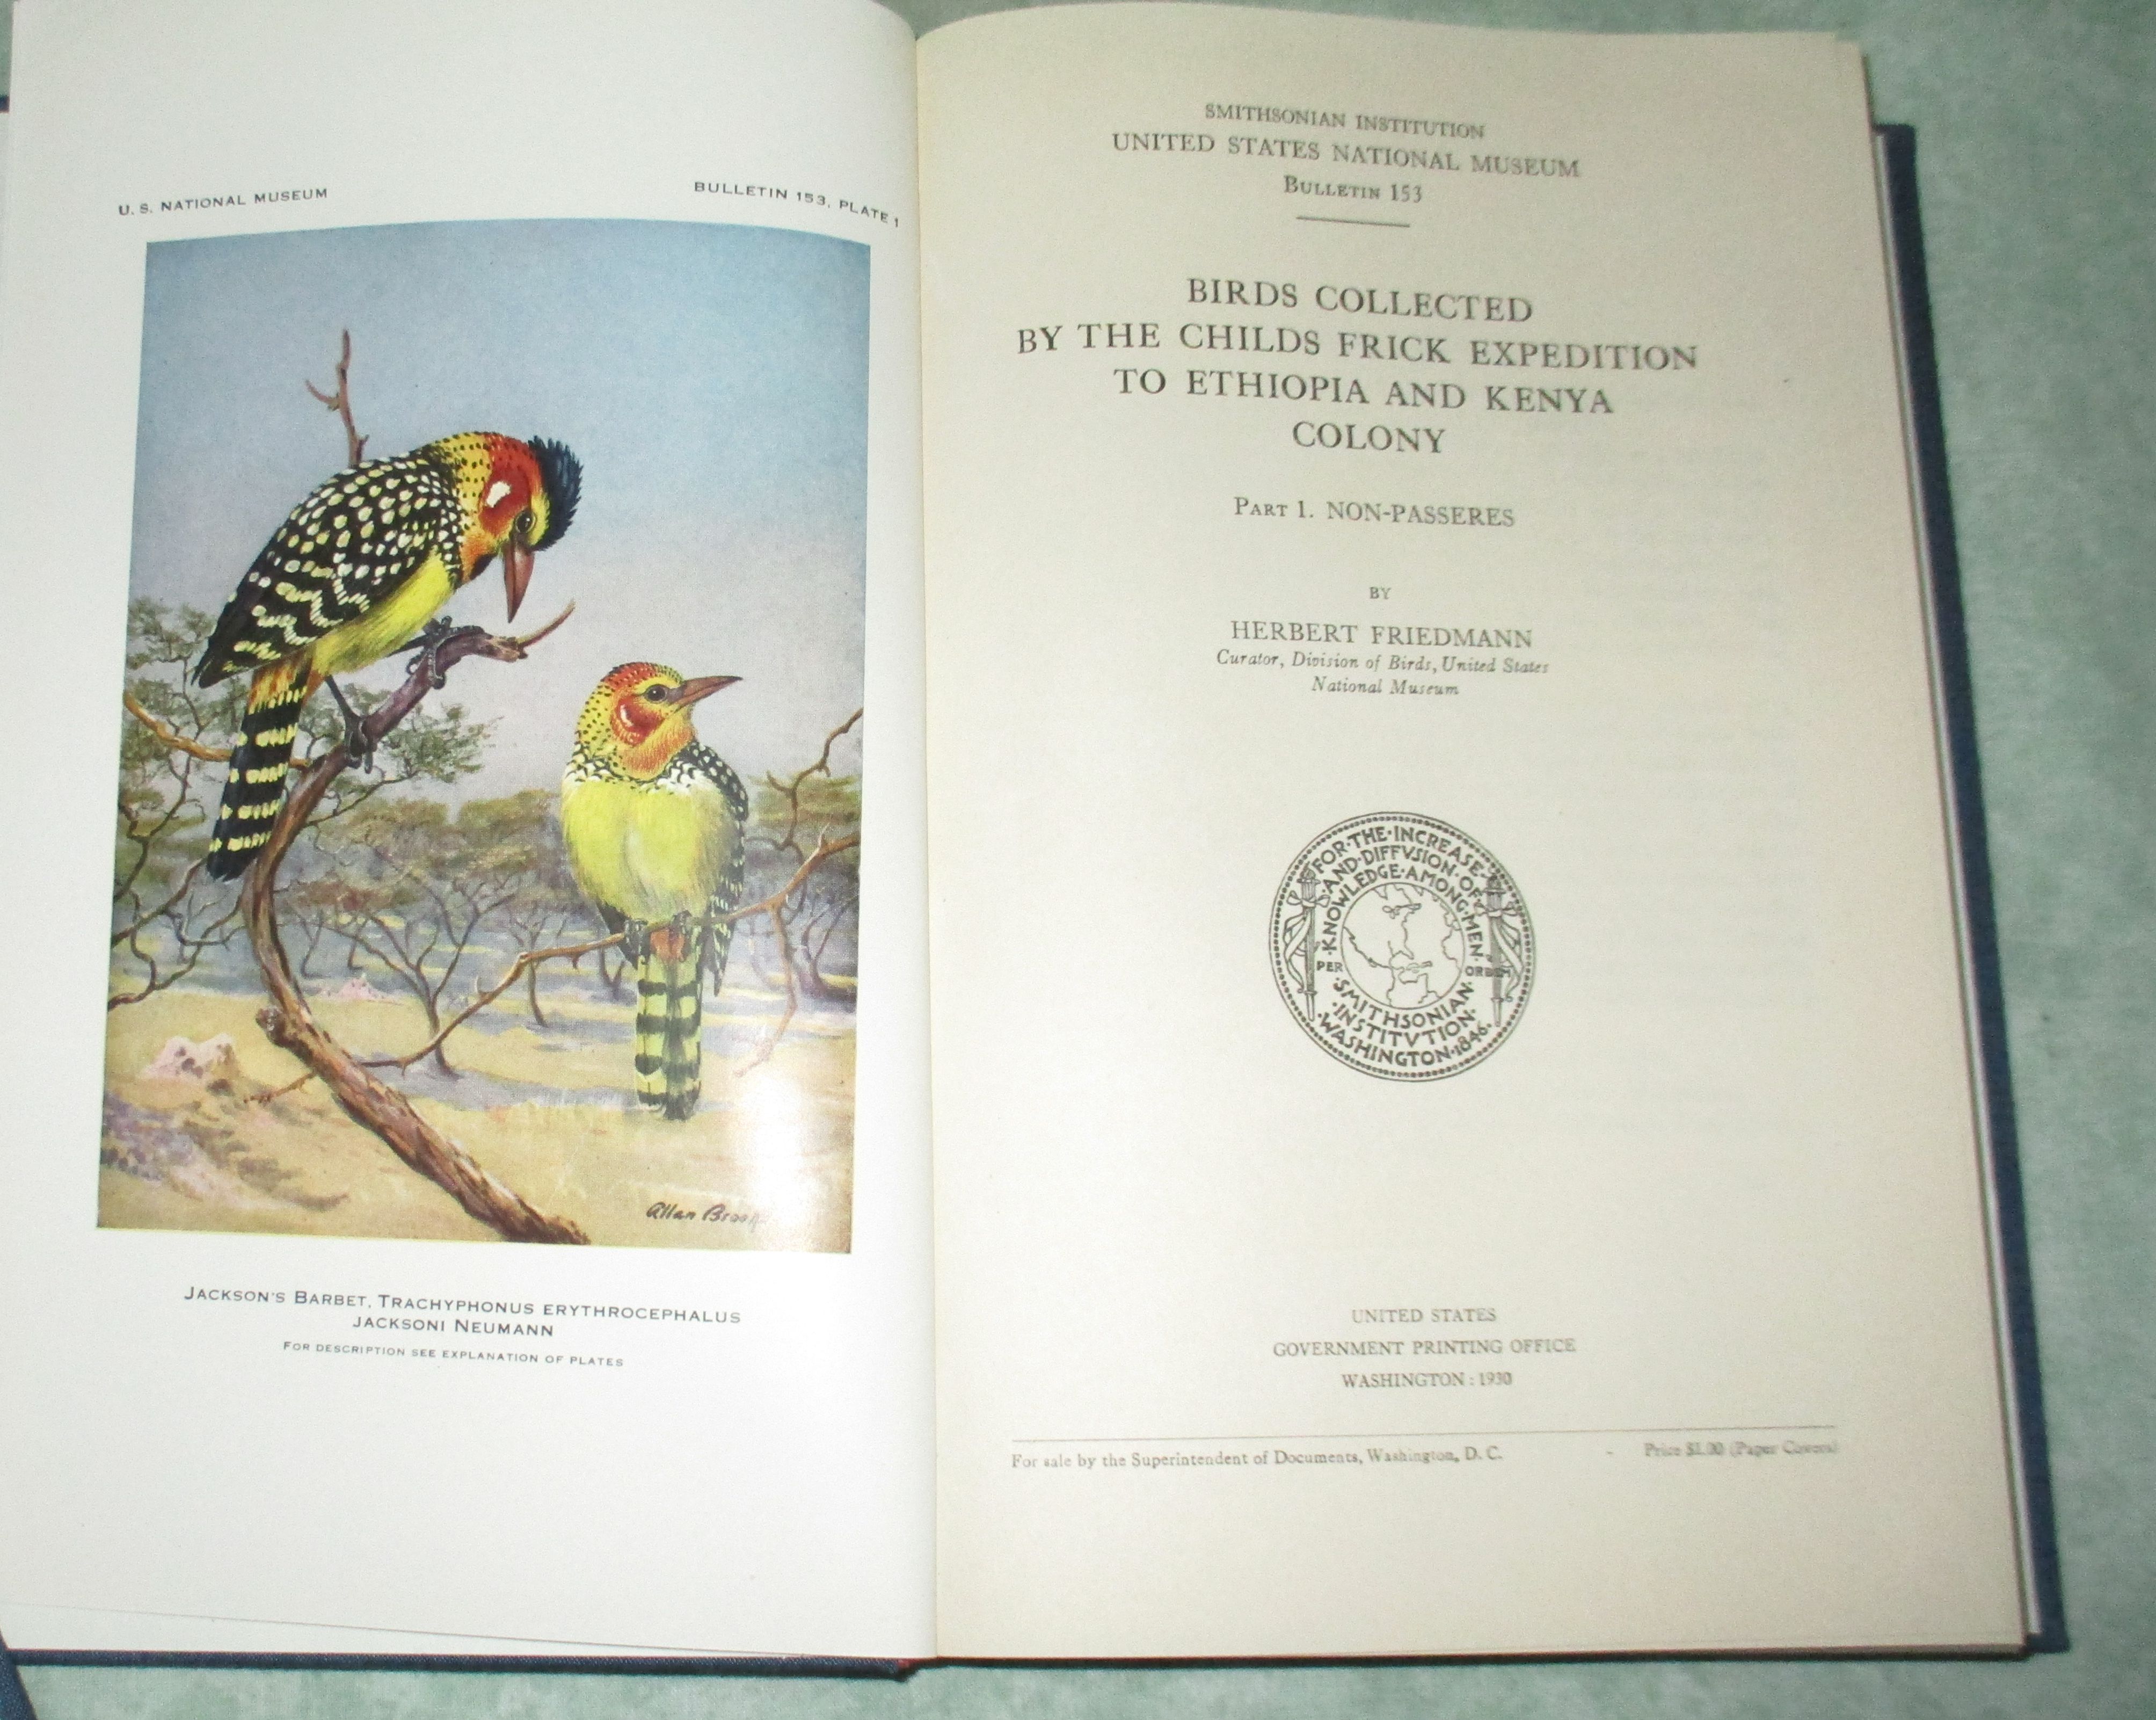 U. S. NATIONAL MUSEUM
BULLETIN 153, PLATE 1
Allan Brooks
JACKSON'S BARBET, TRACHYPHONUS ERYTHROCEPHALUS
JACKSONI NEUMANN
FOR DESCRIPTION SEE EXPLANATION OF PLATES
SMITHSONIAN INSTITUTION
UNITED STATES NATIONAL MUSEUM
BULLETIN 153
BIRDS COLLECTED
BY THE CHILDS FRICK EXPEDITION
TO ETHIOPIA AND KENYA
COLONY
PART 1. NON-PASSERES
BY
HERBERT FRIEDMANN
Curator, Division of Birds, United States
National Museum
FOR·THE·INCREASE
·AND·DIFFVSION·OF·
·KNOWLEDGE·AMONG·MEN·
PER ORBEM
·SMITHSONIAN·
·INSTITVTION·
·WASHINGTON·1846·
UNITED STATES
GOVERNMENT PRINTING OFFICE
WASHINGTON : 1930
For sale by the Superintendent of Documents, Washington, D. C. - Price $1.00 (Paper Covers)